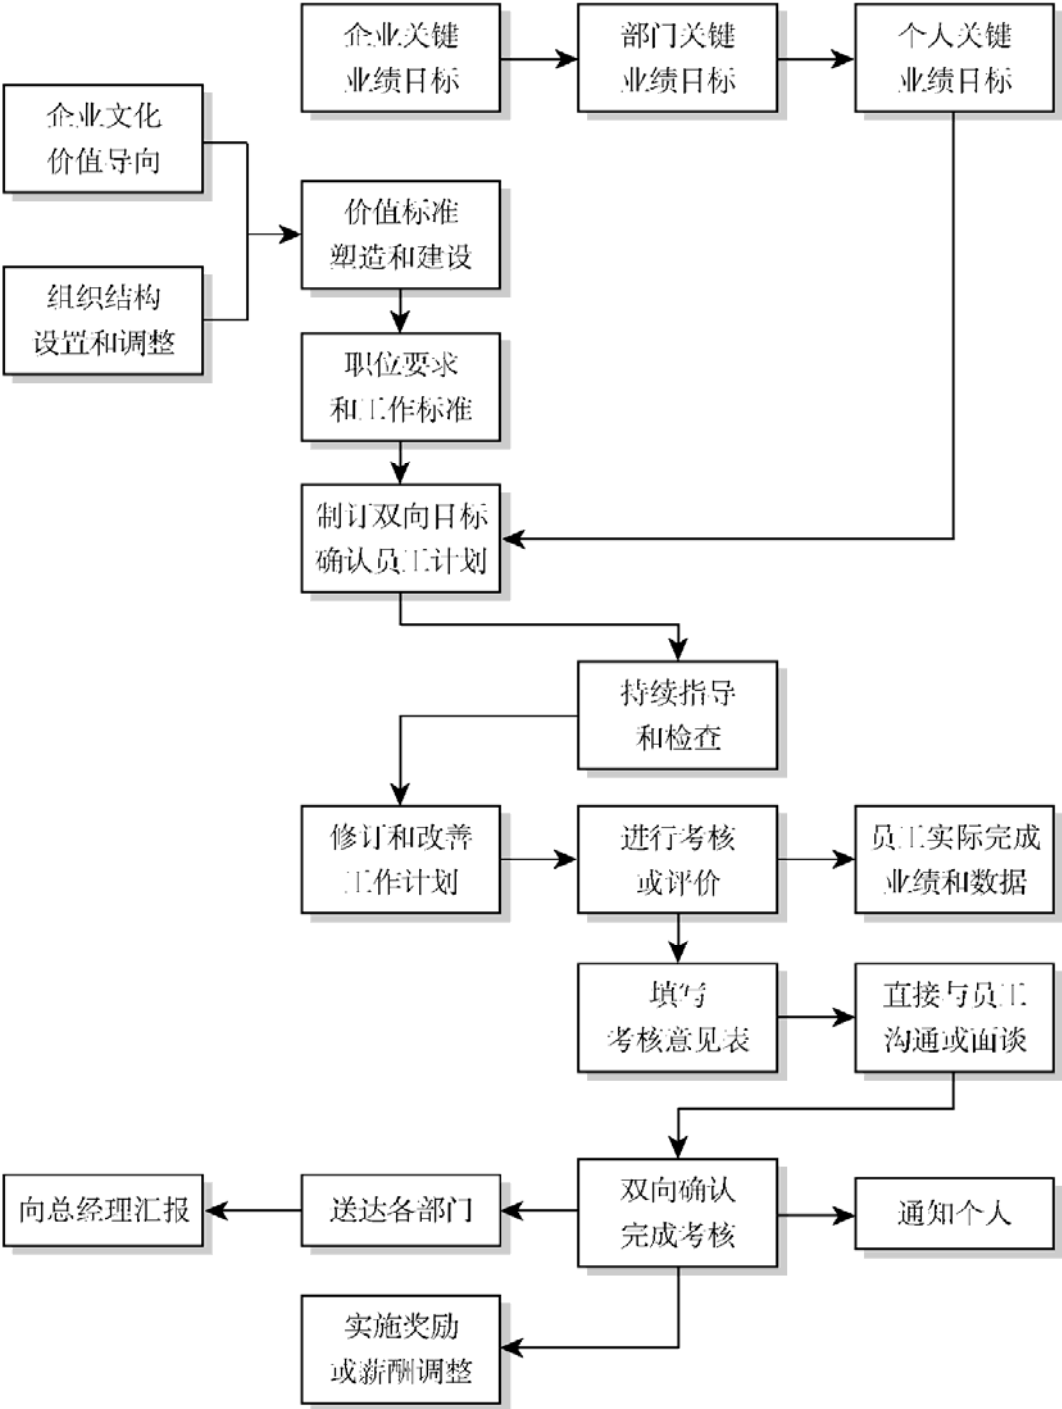 企业关键
业绩目标
部门关键
业绩目标
个人关键
业绩目标
企业文化
价值导向
价值标准
塑造和建设
组织结构
设置和调整
职位要求
和工作标准
制订双向目标
确认员工计划
持续指导
和检查
修订和改善
工作计划
进行考核
或评价
员工实际完成
业绩和数据
填写
考核意见表
直接与员工
沟通或面谈
向总经理汇报
送达各部门
双向确认
完成考核
通知个人
实施奖励
或薪酬调整